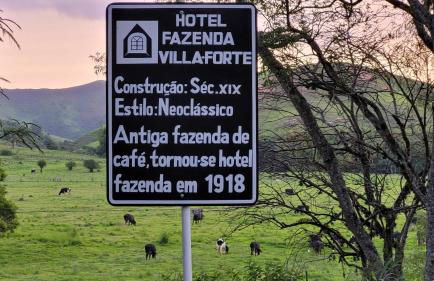 HOTEL
FAZENDA
VILLA-FORTE
Construção: Séc.XIX
Estilo: Neoclássico
Antiga fazenda de
café, tornou-se hotel
fazenda em 1918